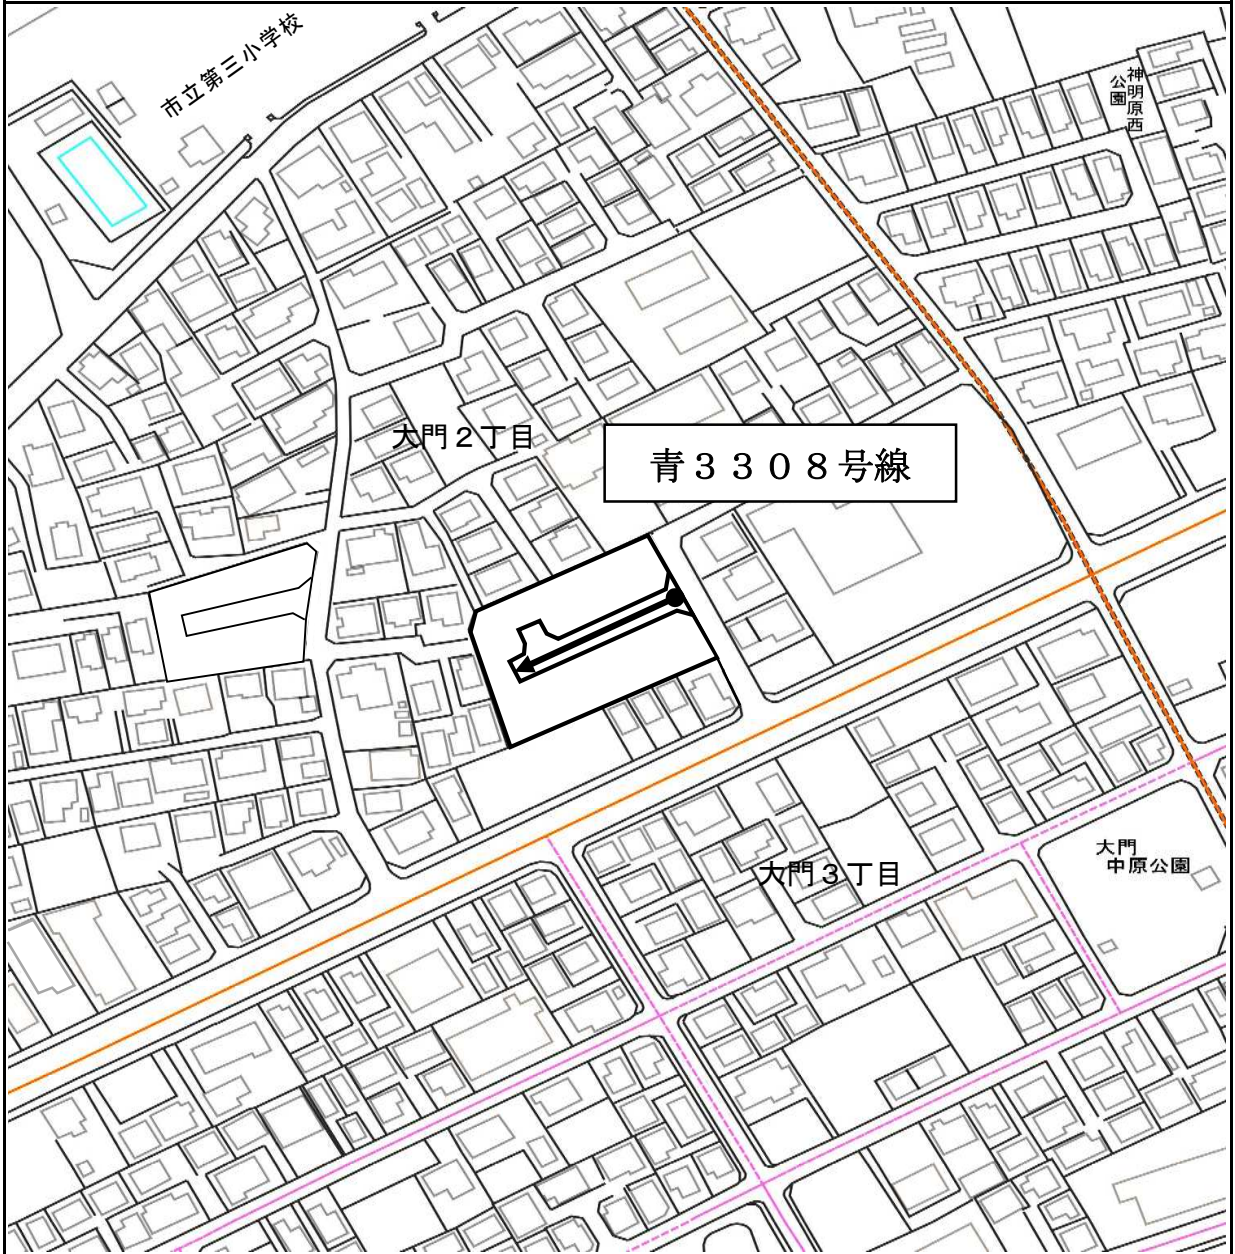 市立第三小学校
神明原西
公園
大門２丁目
青３３０８号線
大門３丁目
大門
中原公園